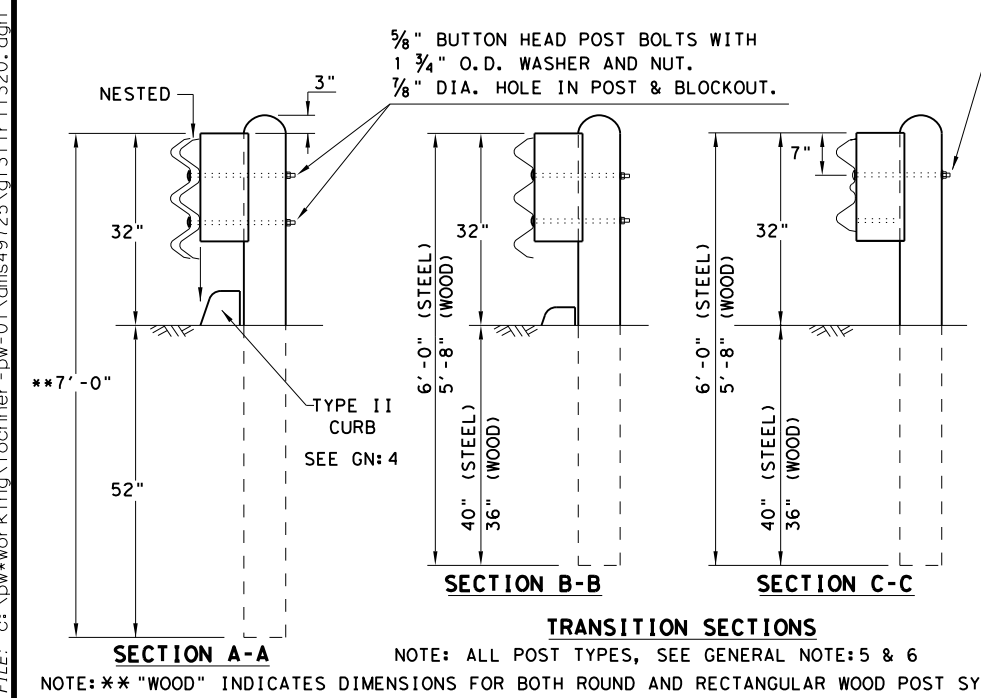 5/8" BUTTON HEAD POST BOLTS WITH
1 3/4" O.D. WASHER AND NUT.
7/8" DIA. HOLE IN POST & BLOCKOUT.
NESTED
3"
32"
**7'-0"
52"
TYPE II
CURB
SEE GN:4
SECTION A-A
32"
6'-0" (STEEL)
5'-8" (WOOD)
40" (STEEL)
36" (WOOD)
SECTION B-B
7"
32"
6'-0" (STEEL)
5'-8" (WOOD)
40" (STEEL)
36" (WOOD)
SECTION C-C
TRANSITION SECTIONS
NOTE: ALL POST TYPES, SEE GENERAL NOTE:5 & 6
NOTE:** "WOOD" INDICATES DIMENSIONS FOR BOTH ROUND AND RECTANGULAR WOOD POST SY
FILE: